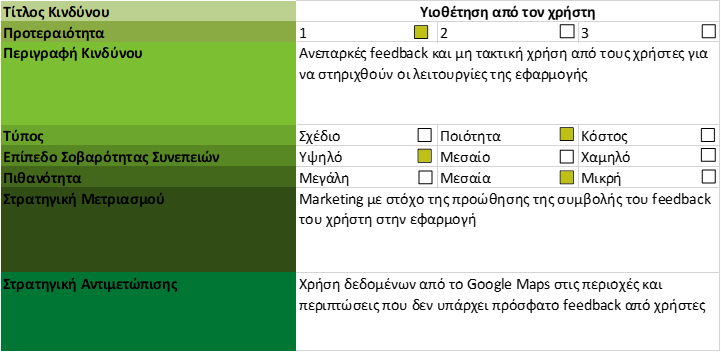 Τίτλος Κινδύνου Υιοθέτηση από τον χρήστη
Προτεραιότητα 1 2 3
Περιγραφή Κινδύνου Ανεπαρκές feedback και μη τακτική χρήση από τους χρήστες για
να στηριχθούν οι λειτουργίες της εφαρμογής
Τύπος Σχέδιο Ποιότητα Κόστος
Επίπεδο Σοβαρότητας Συνεπειών Υψηλό Μεσαίο Χαμηλό
Πιθανότητα Μεγάλη Μεσαία Μικρή
Στρατηγική Μετριασμού Marketing με στόχο της προώθησης της συμβολής του feedback
του χρήστη στην εφαρμογή
Στρατηγική Αντιμετώπισης Χρήση δεδομένων από το Google Maps στις περιοχές και
περιπτώσεις που δεν υπάρχει πρόσφατο feedback από χρήστες